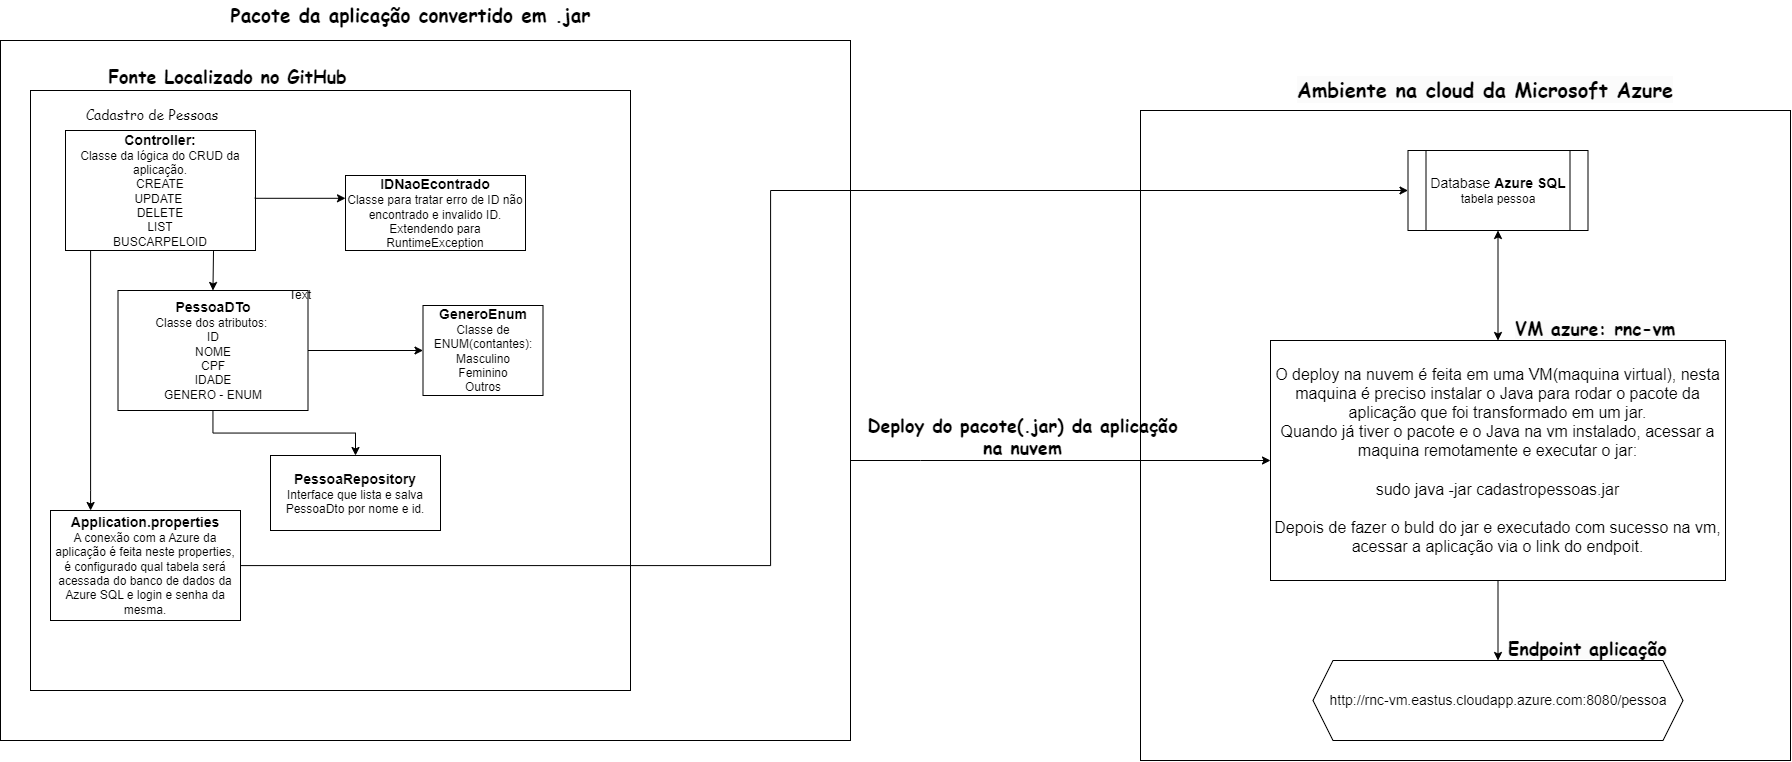 Pacote da aplicação convertido em .jar
Fonte Localizado no GitHub
Cadastro de Pessoas
Controller:
Classe da lógica do CRUD da
aplicação.
CREATE
UPDATE
DELETE
LIST
BUSCARPELOID
IDNaoEcontrado
Classe para tratar erro de ID não
encontrado e invalido ID.
Extendendo para
RuntimeException
Text
PessoaDTo
Classe dos atributos:
ID
NOME
CPF
IDADE
GENERO - ENUM
GeneroEnum
Classe de
ENUM(contantes):
Masculino
Feminino
Outros
PessoaRepository
Interface que lista e salva
PessoaDto por nome e id.
Application.properties
A conexão com a Azure da
aplicação é feita neste properties,
é configurado qual tabela será
acessada do banco de dados da
Azure SQL e login e senha da
mesma.
Deploy do pacote(.jar) da aplicação
na nuvem
Ambiente na cloud da Microsoft Azure
Database Azure SQL
tabela pessoa
VM azure: rnc-vm
O deploy na nuvem é feita em uma VM(maquina virtual), nesta
maquina é preciso instalar o Java para rodar o pacote da
aplicação que foi transformado em um jar.
Quando já tiver o pacote e o Java na vm instalado, acessar a
maquina remotamente e executar o jar:
sudo java -jar cadastropessoas.jar
Depois de fazer o buld do jar e executado com sucesso na vm,
acessar a aplicação via o link do endpoit.
Endpoint aplicação
http://rnc-vm.eastus.cloudapp.azure.com:8080/pessoa